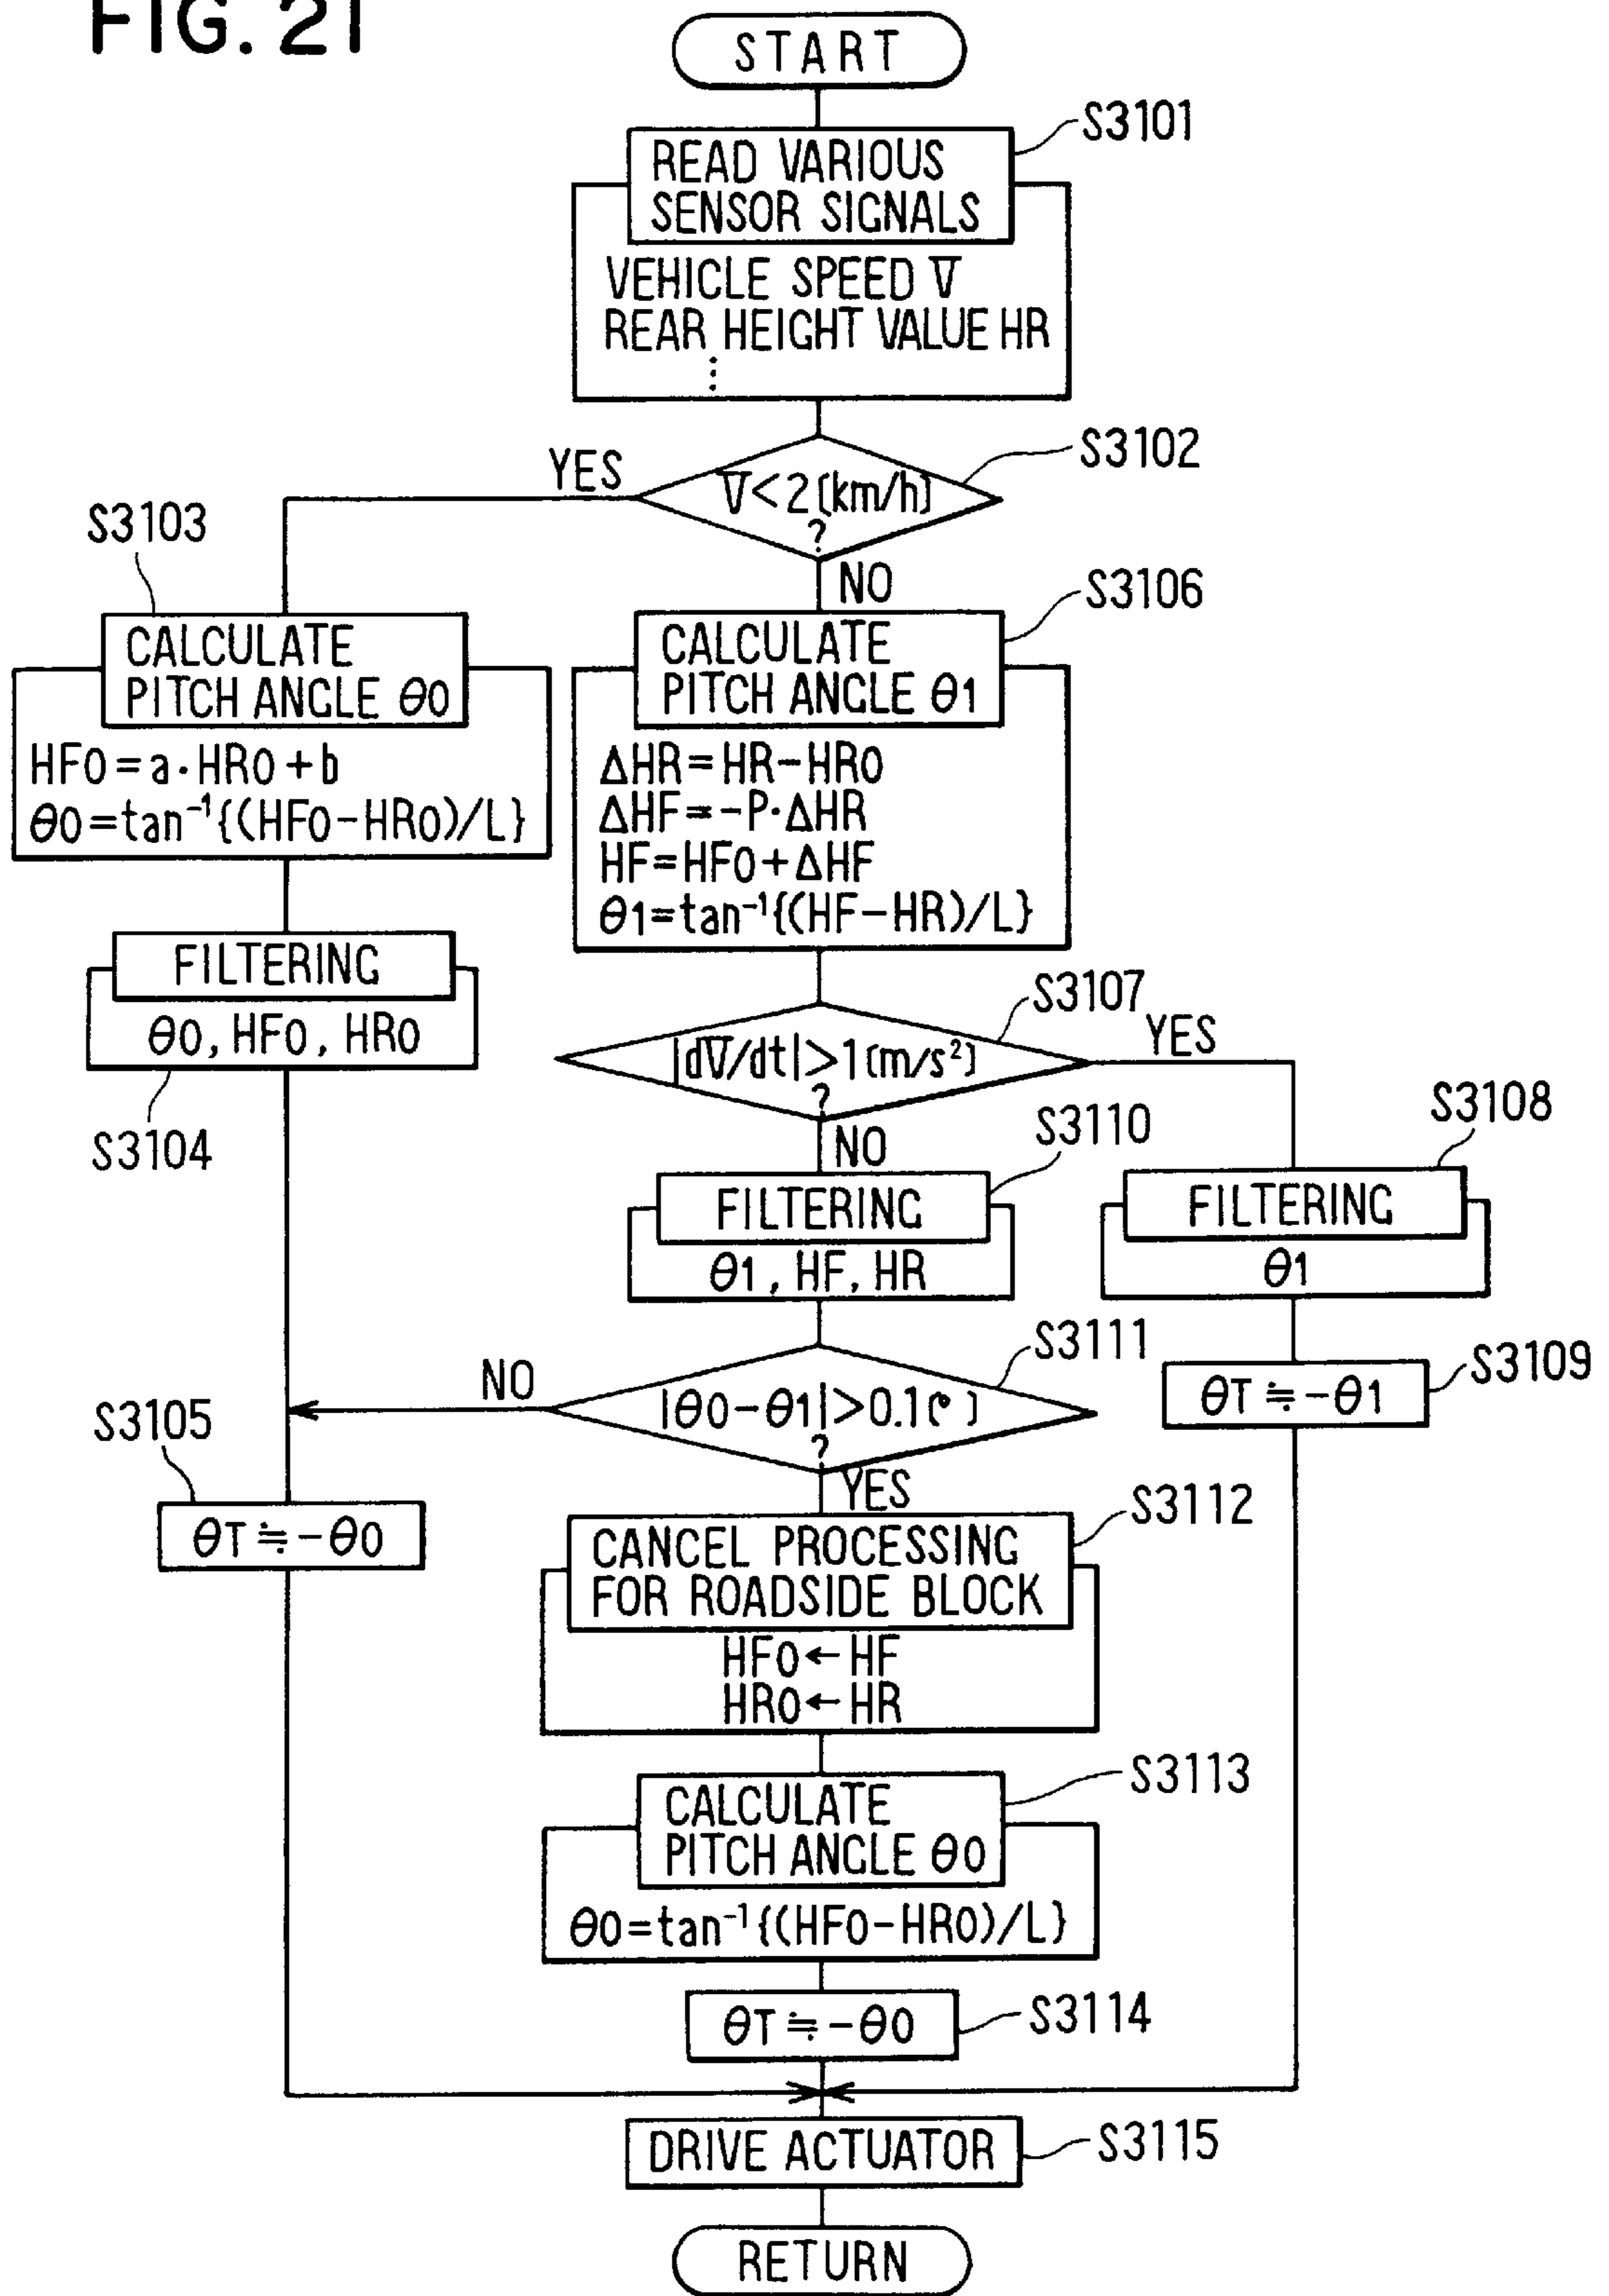 FIG. 21
START
S3101
READ VARIOUS
SENSOR SIGNALS
VEHICLE SPEED V
REAR HEIGHT VALUE HR
⋮
S3102
YES
V<2(km/h)
?
NO
S3103
CALCULATE
PITCH ANGLE θ0
HF0=a·HR0+b
θ0=tan⁻¹{(HF0-HR0)/L}
S3106
CALCULATE
PITCH ANGLE θ1
ΔHR=HR-HR0
ΔHF=-P·ΔHR
HF=HF0+ΔHF
θ1=tan⁻¹{(HF-HR)/L}
FILTERING
θ0, HF0, HR0
S3104
S3107
YES
|dV/dt|>1(m/s²)
?
NO
S3110
FILTERING
θ1, HF, HR
S3108
FILTERING
θ1
S3111
NO
|θ0-θ1|>0.1(°)
?
YES
S3109
θT≒-θ1
S3105
θT≒-θ0
S3112
CANCEL PROCESSING
FOR ROADSIDE BLOCK
HF0←HF
HR0←HR
S3113
CALCULATE
PITCH ANGLE θ0
θ0=tan⁻¹{(HF0-HR0)/L}
θT≒-θ0
S3114
DRIVE ACTUATOR
S3115
RETURN